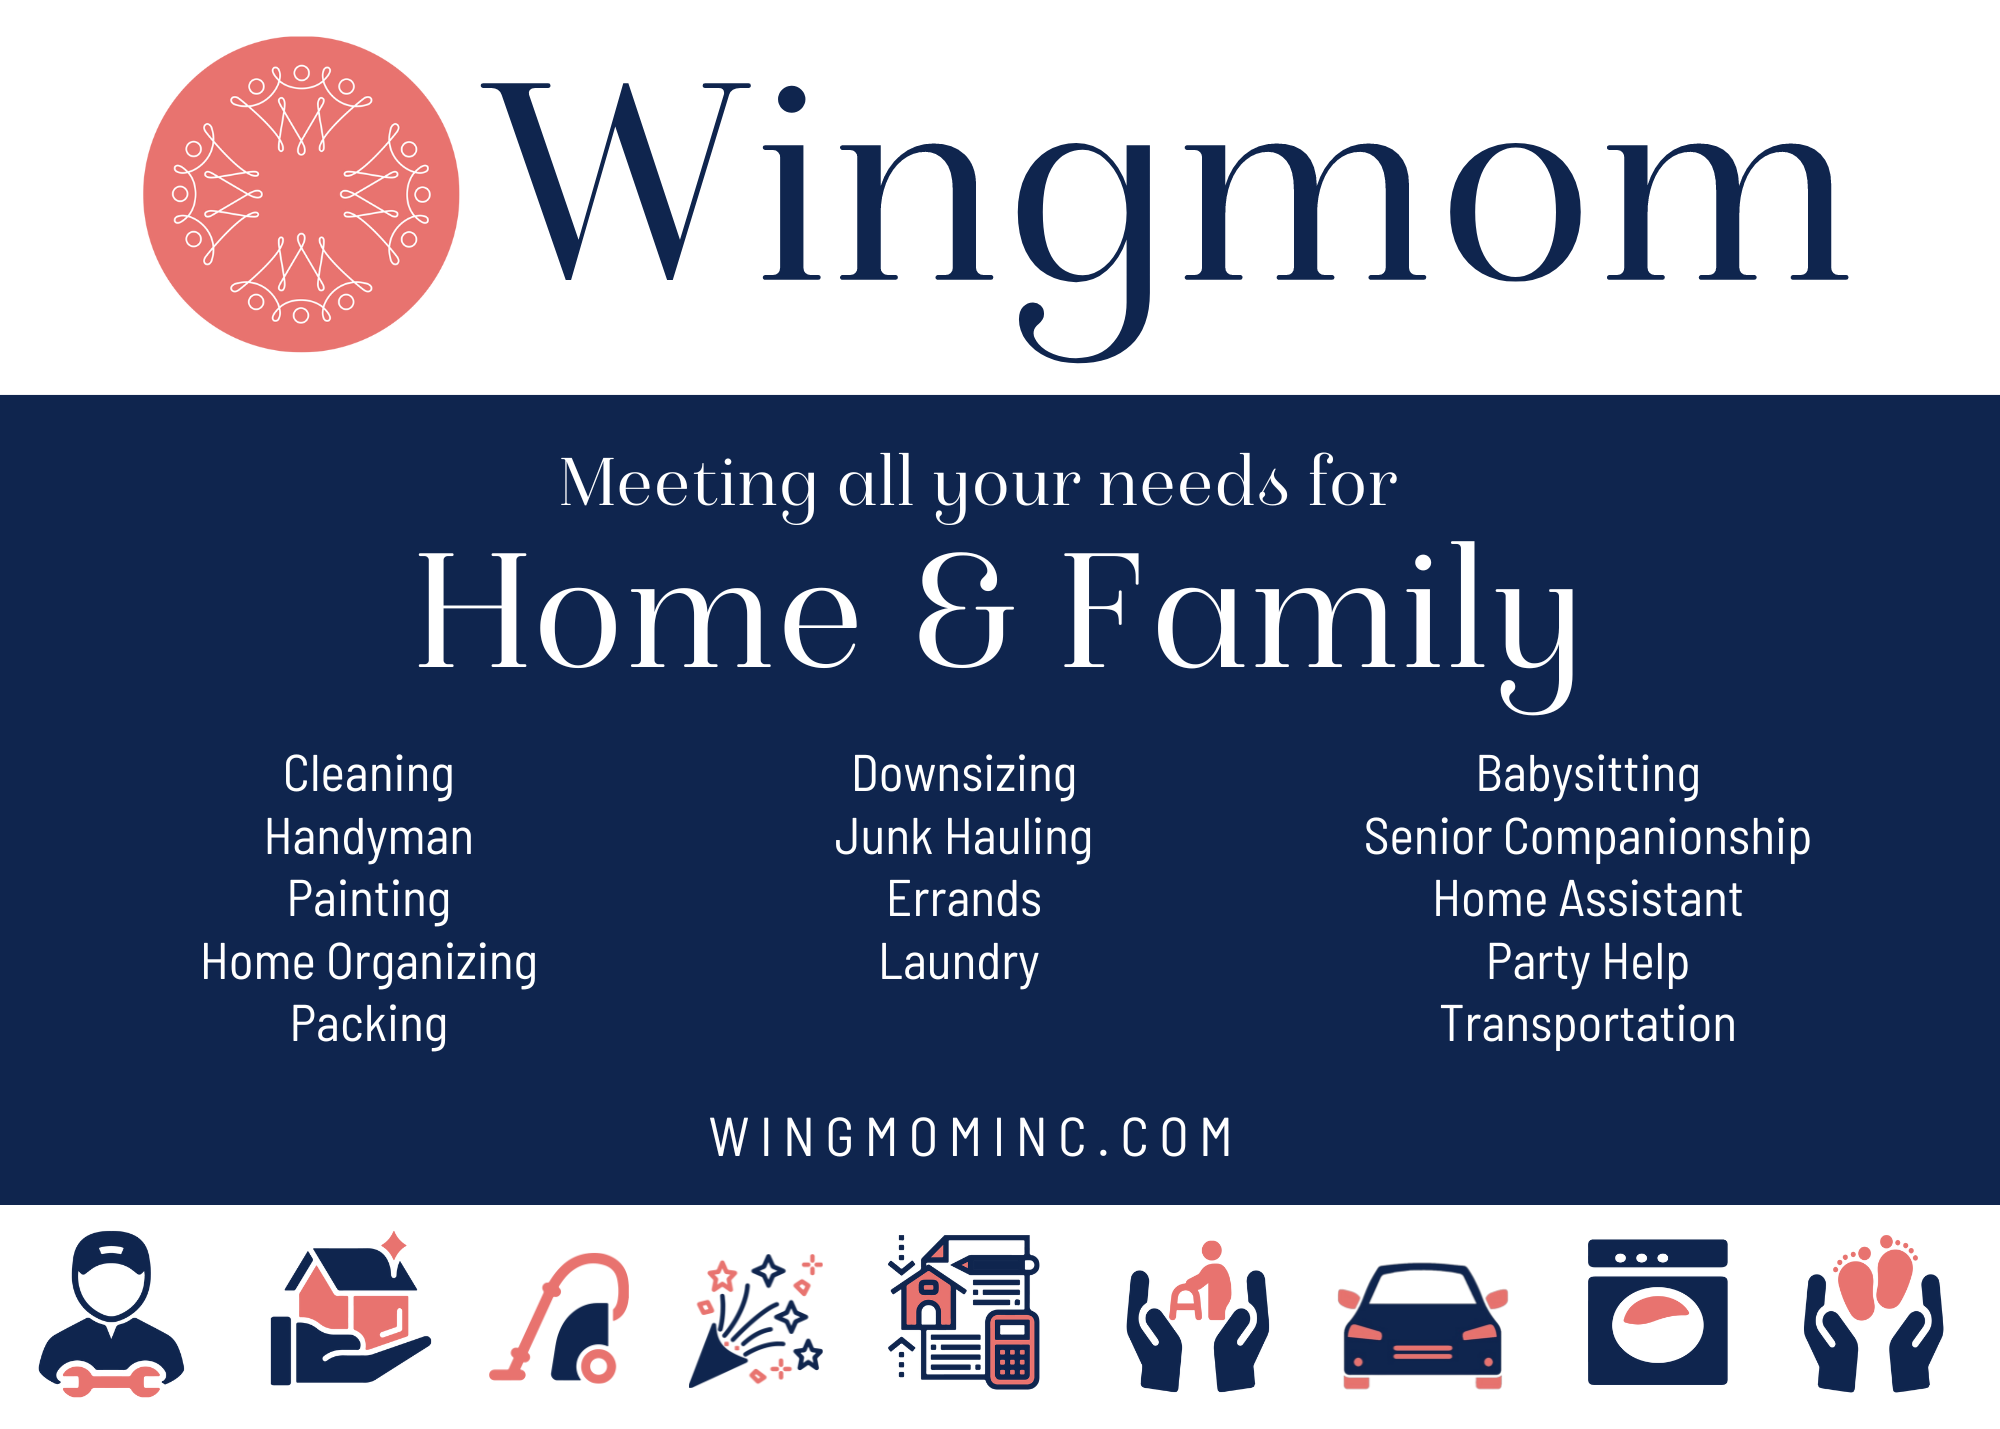 Wingmom
Meeting all your needs for
Home & Family
Cleaning
Handyman
Painting
Home Organizing
Packing
Downsizing
Junk Hauling
Errands
Laundry
Babysitting
Senior Companionship
Home Assistant
Party Help
Transportation
WINGMOMINC.COM